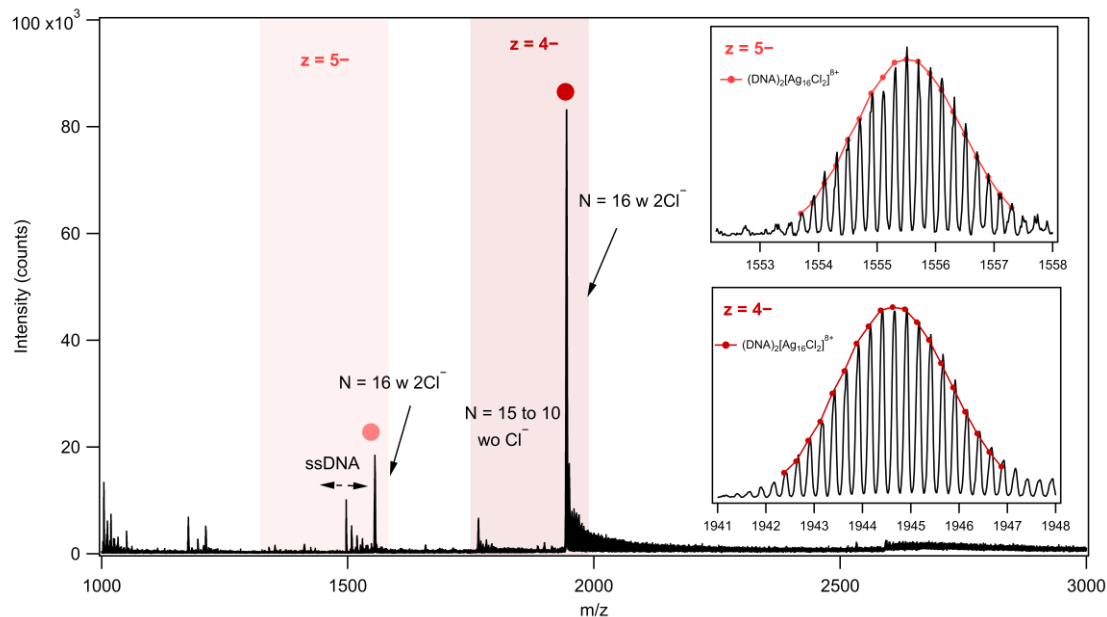 100 x10³
80
60
40
20
0
Intensity (counts)
1000
1500
2000
2500
3000
m/z
z = 5−
z = 4−
N = 16 w 2Cl⁻
N = 16 w 2Cl⁻
N = 15 to 10
wo Cl⁻
ssDNA
z = 5−
(DNA)₂[Ag₁₆Cl₂]⁸⁺
1553
1554
1555
1556
1557
1558
z = 4−
(DNA)₂[Ag₁₆Cl₂]⁸⁺
1941
1942
1943
1944
1945
1946
1947
1948